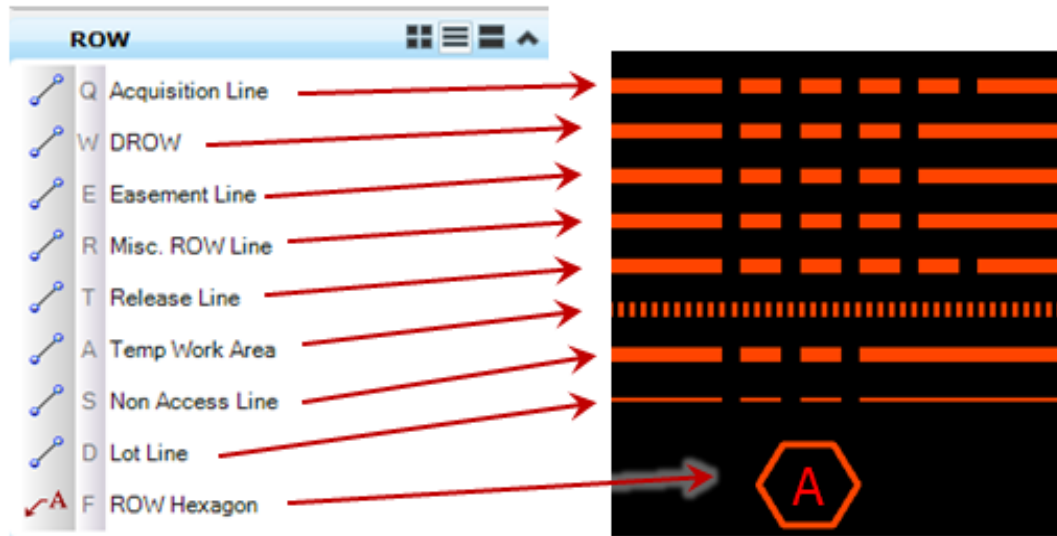 ROW
Q Acquisition Line
W DROW
E Easement Line
R Misc. ROW Line
T Release Line
A Temp Work Area
S Non Access Line
D Lot Line
A F ROW Hexagon
A